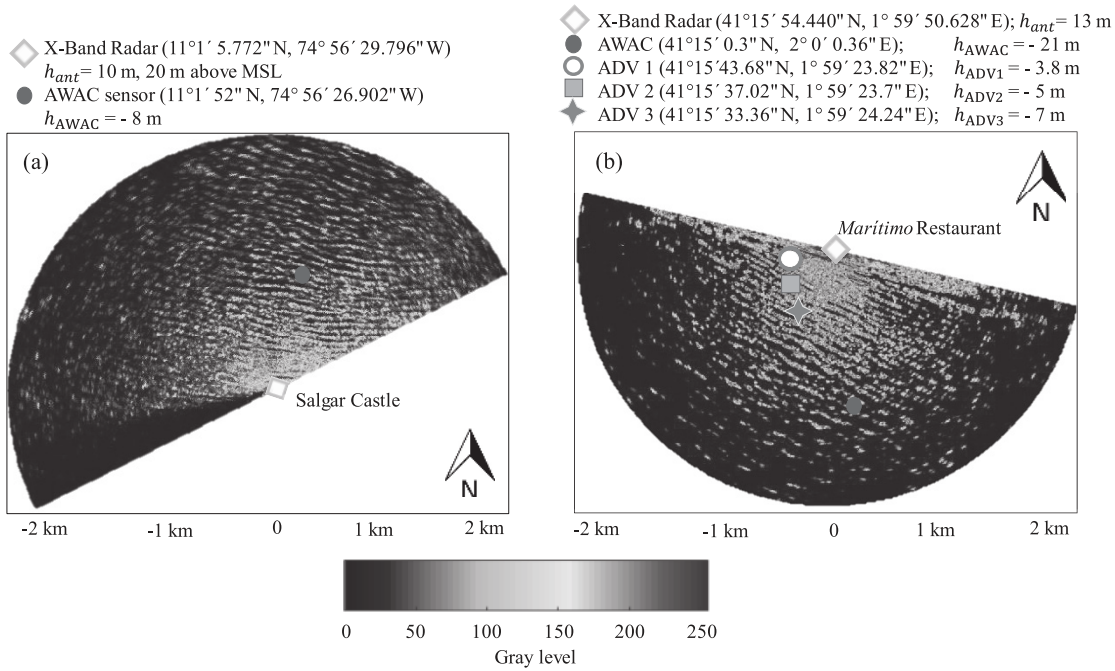 X-Band Radar (11°1´ 5.772" N, 74° 56´ 29.796" W)
h_ant= 10 m, 20 m above MSL
AWAC sensor (11°1´ 52" N, 74° 56´ 26.902" W)
h_AWAC = - 8 m
X-Band Radar (41°15´ 54.440" N, 1° 59´ 50.628" E); h_ant= 13 m
AWAC (41°15´ 0.3" N, 2° 0´ 0.36" E); h_AWAC = - 21 m
ADV 1 (41°15´43.68" N, 1° 59´ 23.82" E); h_ADV1 = - 3.8 m
ADV 2 (41°15´ 37.02" N, 1° 59´ 23.7" E); h_ADV2 = - 5 m
ADV 3 (41°15´ 33.36" N, 1° 59´ 24.24" E); h_ADV3 = - 7 m
(a)
Salgar Castle
N
-2 km -1 km 0 1 km 2 km
(b)
N
Marítimo Restaurant
-2 km -1 km 0 1 km 2 km
0 50 100 150 200 250
Gray level